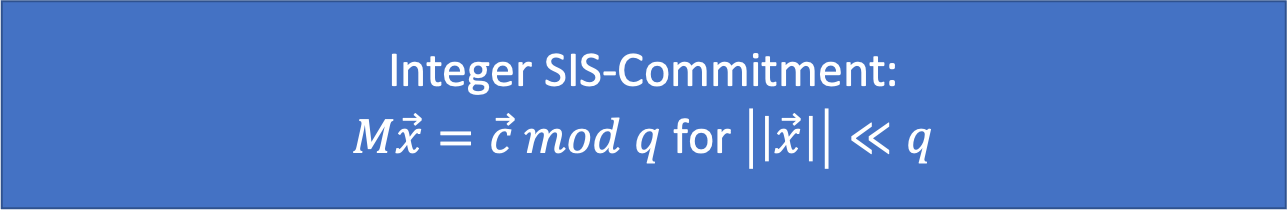 Integer SIS-Commitment:
𝑀𝑥⃗ = 𝑐⃗ 𝑚𝑜𝑑 𝑞 for ||𝑥⃗|| ≪ 𝑞